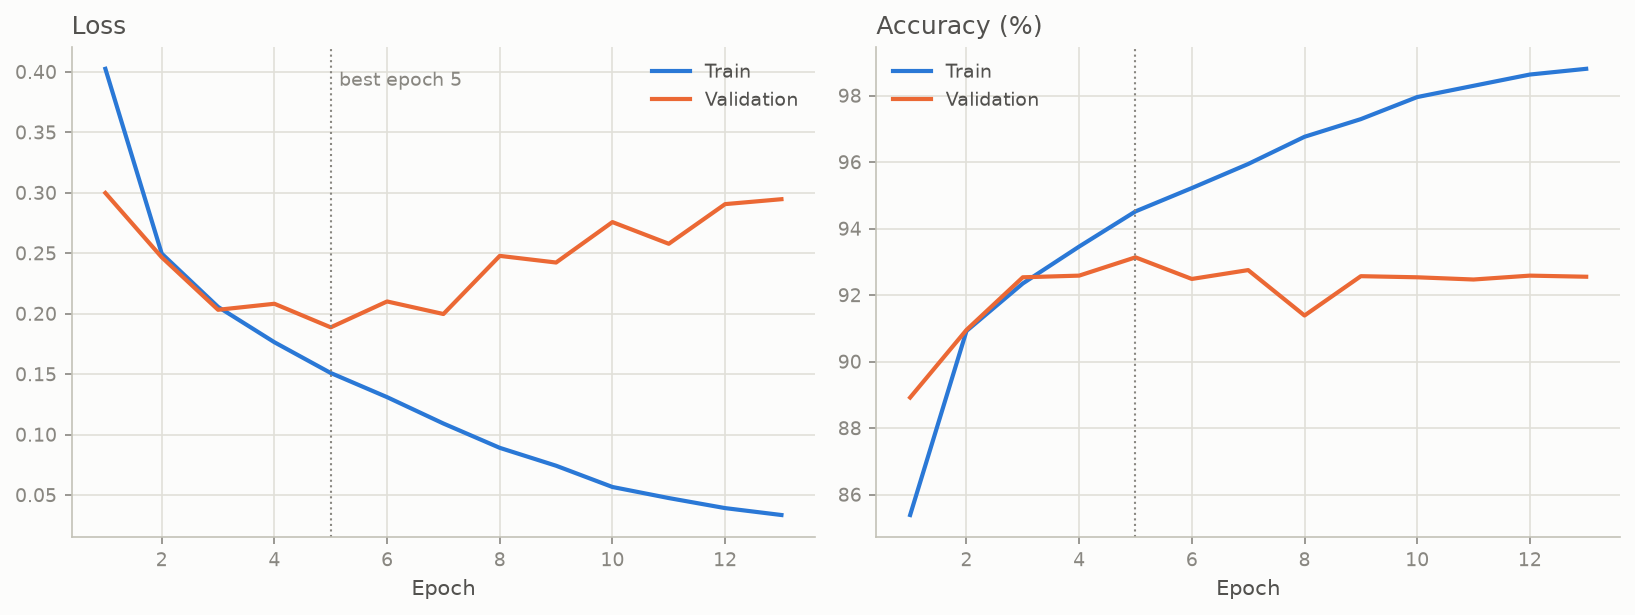 Loss
0.40
0.35
0.30
0.25
0.20
0.15
0.10
0.05
best epoch 5
Train
Validation
2 4 6 8 10 12
Epoch
Accuracy (%)
Train
Validation
98
96
94
92
90
88
86
2 4 6 8 10 12
Epoch